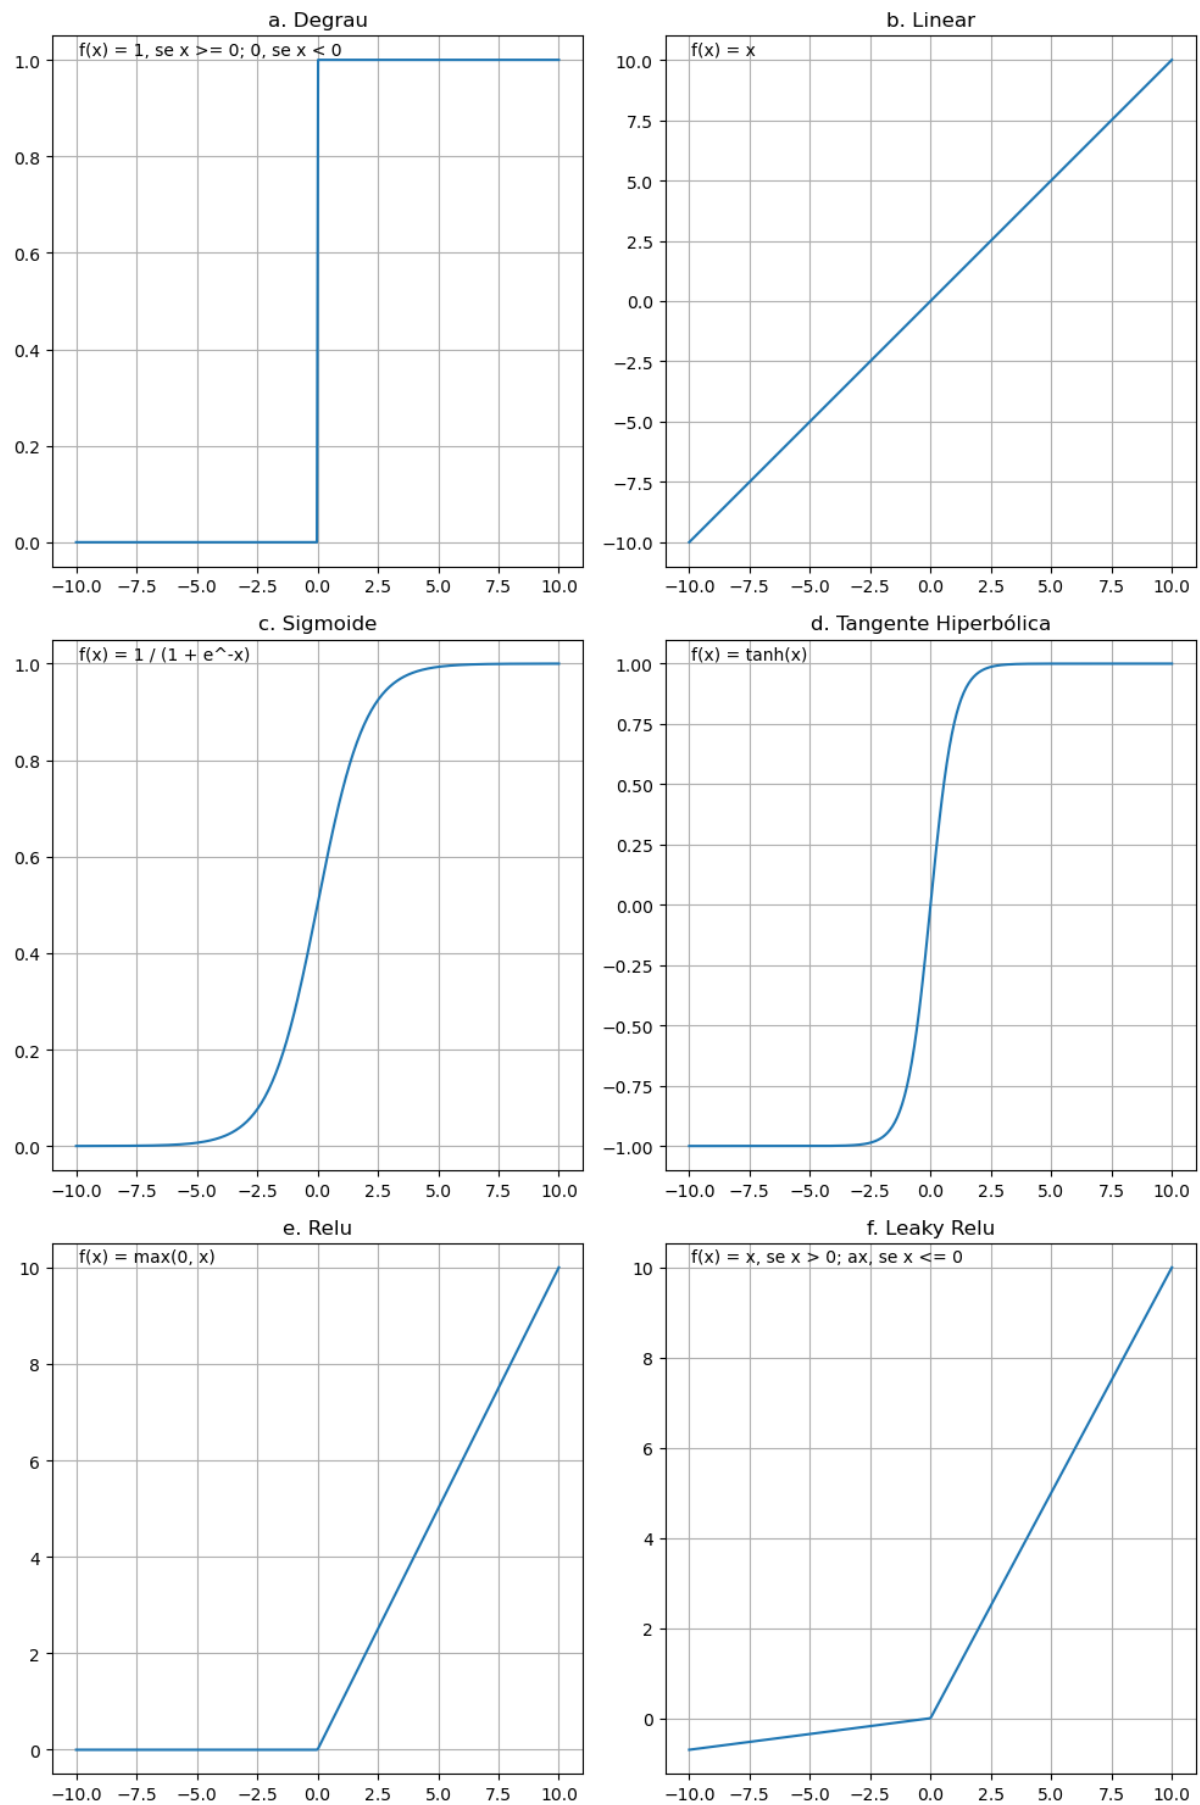 a. Degrau
f(x) = 1, se x >= 0; 0, se x < 0
1.0
0.8
0.6
0.4
0.2
0.0
−10.0 −7.5 −5.0 −2.5 0.0 2.5 5.0 7.5 10.0
b. Linear
f(x) = x
10.0
7.5
5.0
2.5
0.0
−2.5
−5.0
−7.5
−10.0
−10.0 −7.5 −5.0 −2.5 0.0 2.5 5.0 7.5 10.0
c. Sigmoide
f(x) = 1 / (1 + e^-x)
1.0
0.8
0.6
0.4
0.2
0.0
−10.0 −7.5 −5.0 −2.5 0.0 2.5 5.0 7.5 10.0
d. Tangente Hiperbólica
f(x) = tanh(x)
1.00
0.75
0.50
0.25
0.00
−0.25
−0.50
−0.75
−1.00
−10.0 −7.5 −5.0 −2.5 0.0 2.5 5.0 7.5 10.0
e. Relu
f(x) = max(0, x)
10
8
6
4
2
0
−10.0 −7.5 −5.0 −2.5 0.0 2.5 5.0 7.5 10.0
f. Leaky Relu
f(x) = x, se x > 0; ax, se x <= 0
10
8
6
4
2
0
−10.0 −7.5 −5.0 −2.5 0.0 2.5 5.0 7.5 10.0